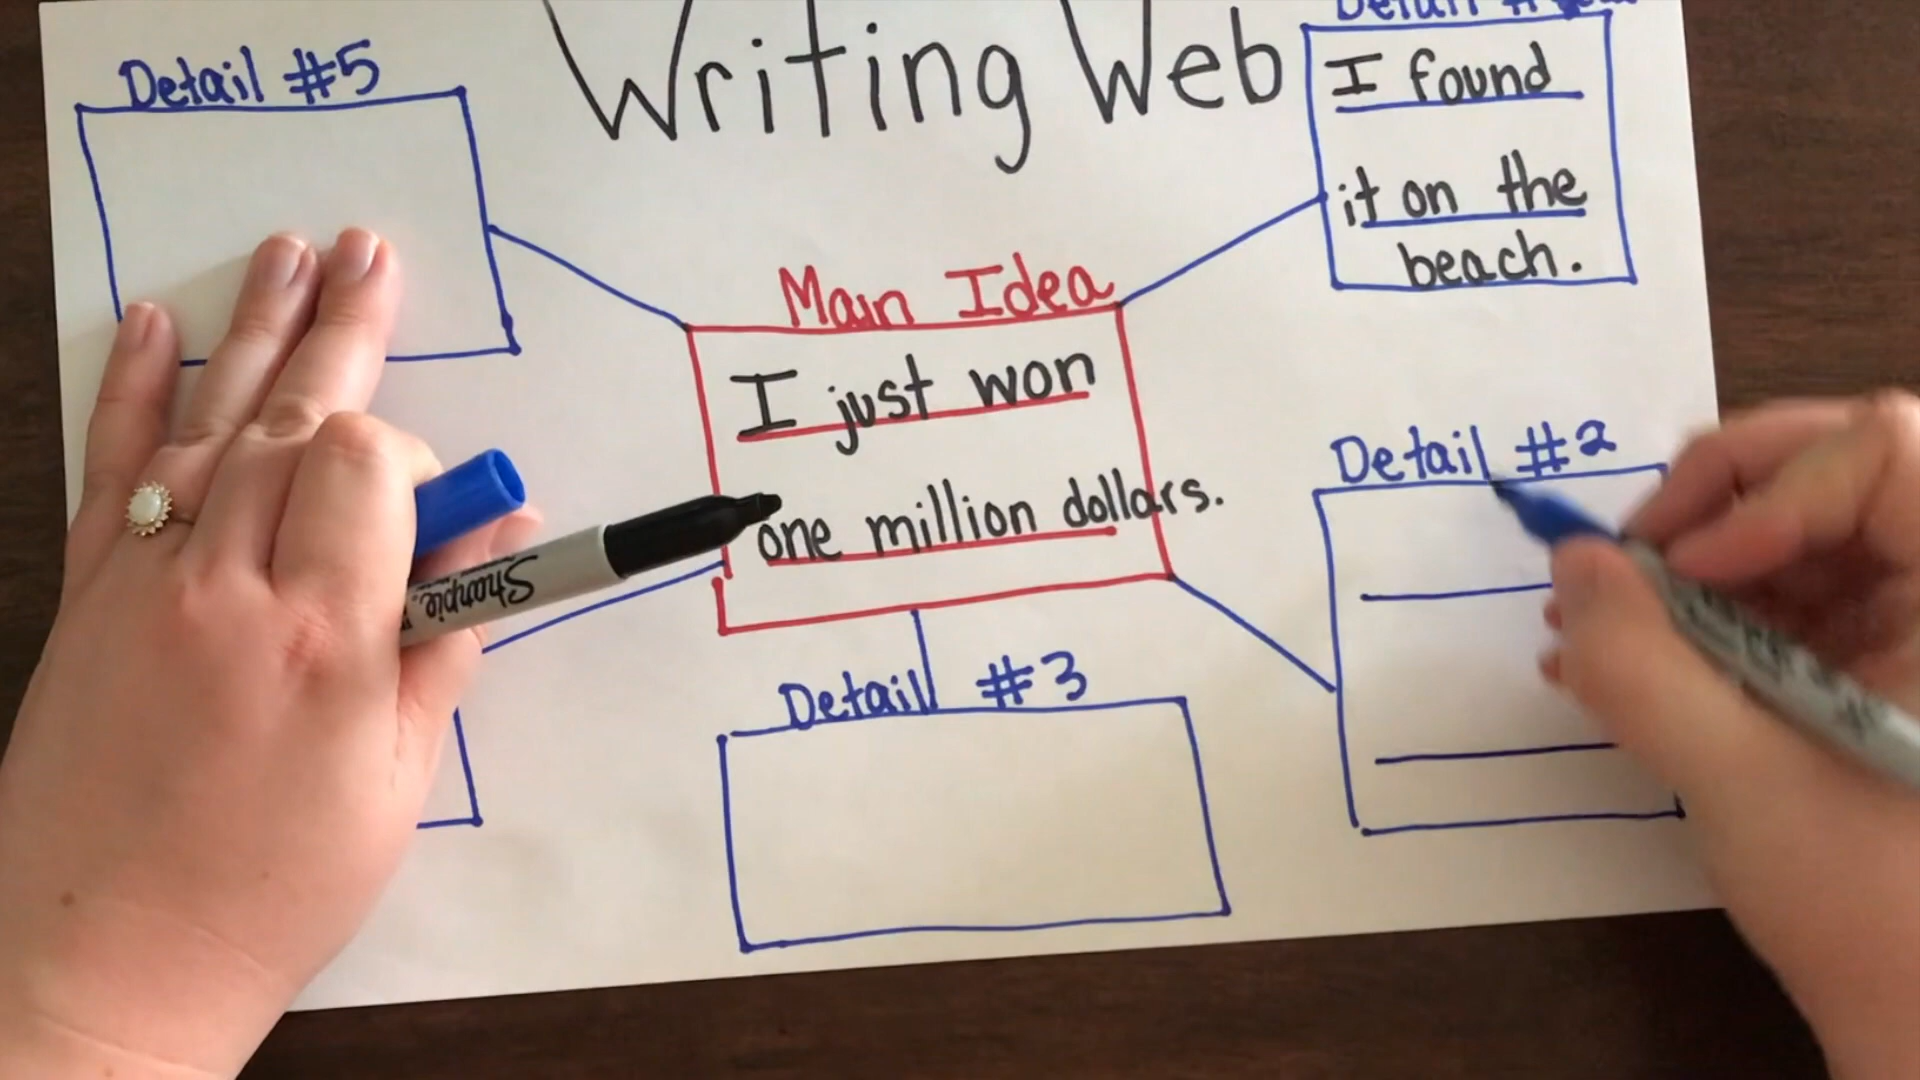 Writing Web
Detail #5
Detail
I found
it on the
beach.
Main Idea
I just won
one million dollars.
Detail #2
Sharpie
Detail #3